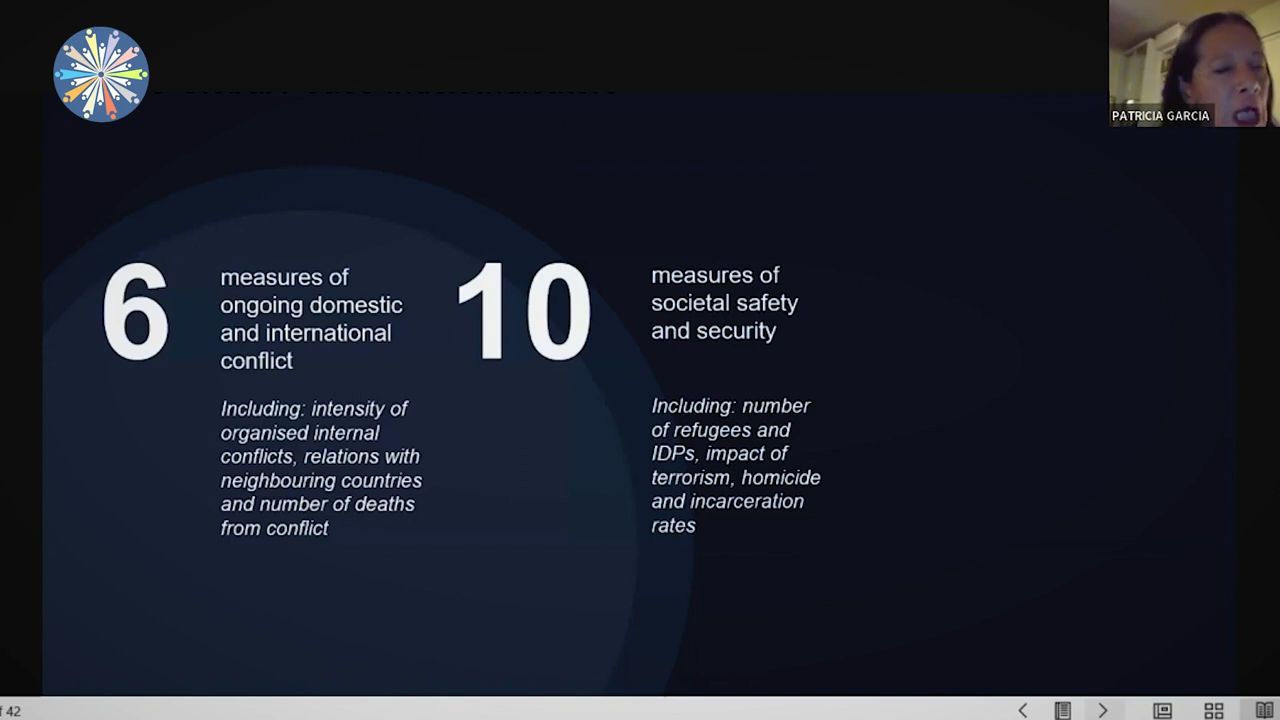 PATRICIA GARCIA
6
measures of
ongoing domestic
and international
conflict
Including: intensity of
organised internal
conflicts, relations with
neighbouring countries
and number of deaths
from conflict
10
measures of
societal safety
and security
Including: number
of refugees and
IDPs, impact of
terrorism, homicide
and incarceration
rates
of 42